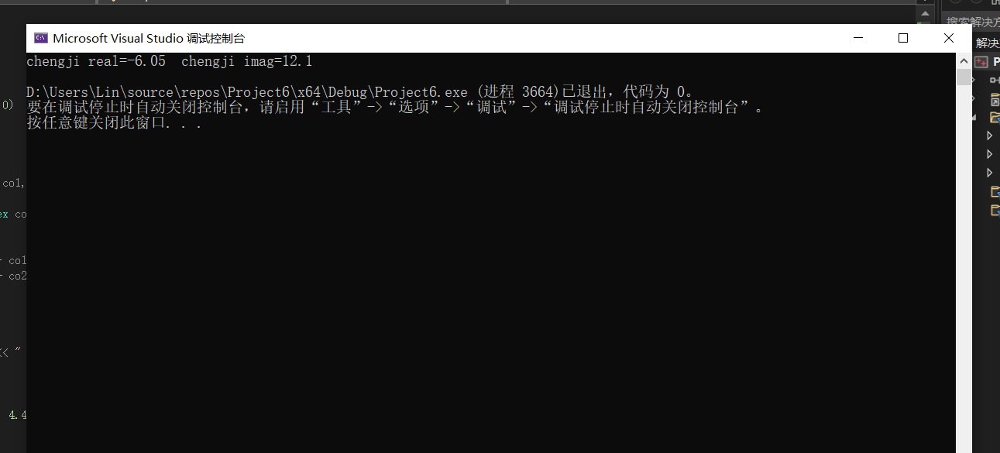 搜索解决方
Microsoft Visual Studio 调试控制台
解决
chengji real=-6.05  chengji imag=12.1
P
D:\Users\Lin\source\repos\Project6\x64\Debug\Project6.exe (进程 3664)已退出，代码为 0。
0)
要在调试停止时自动关闭控制台，请启用“工具”->“选项”->“调试”->“调试停止时自动关闭控制台”。
按任意键关闭此窗口. . .
co1,
ex co
co1
co2
<< "
4.4